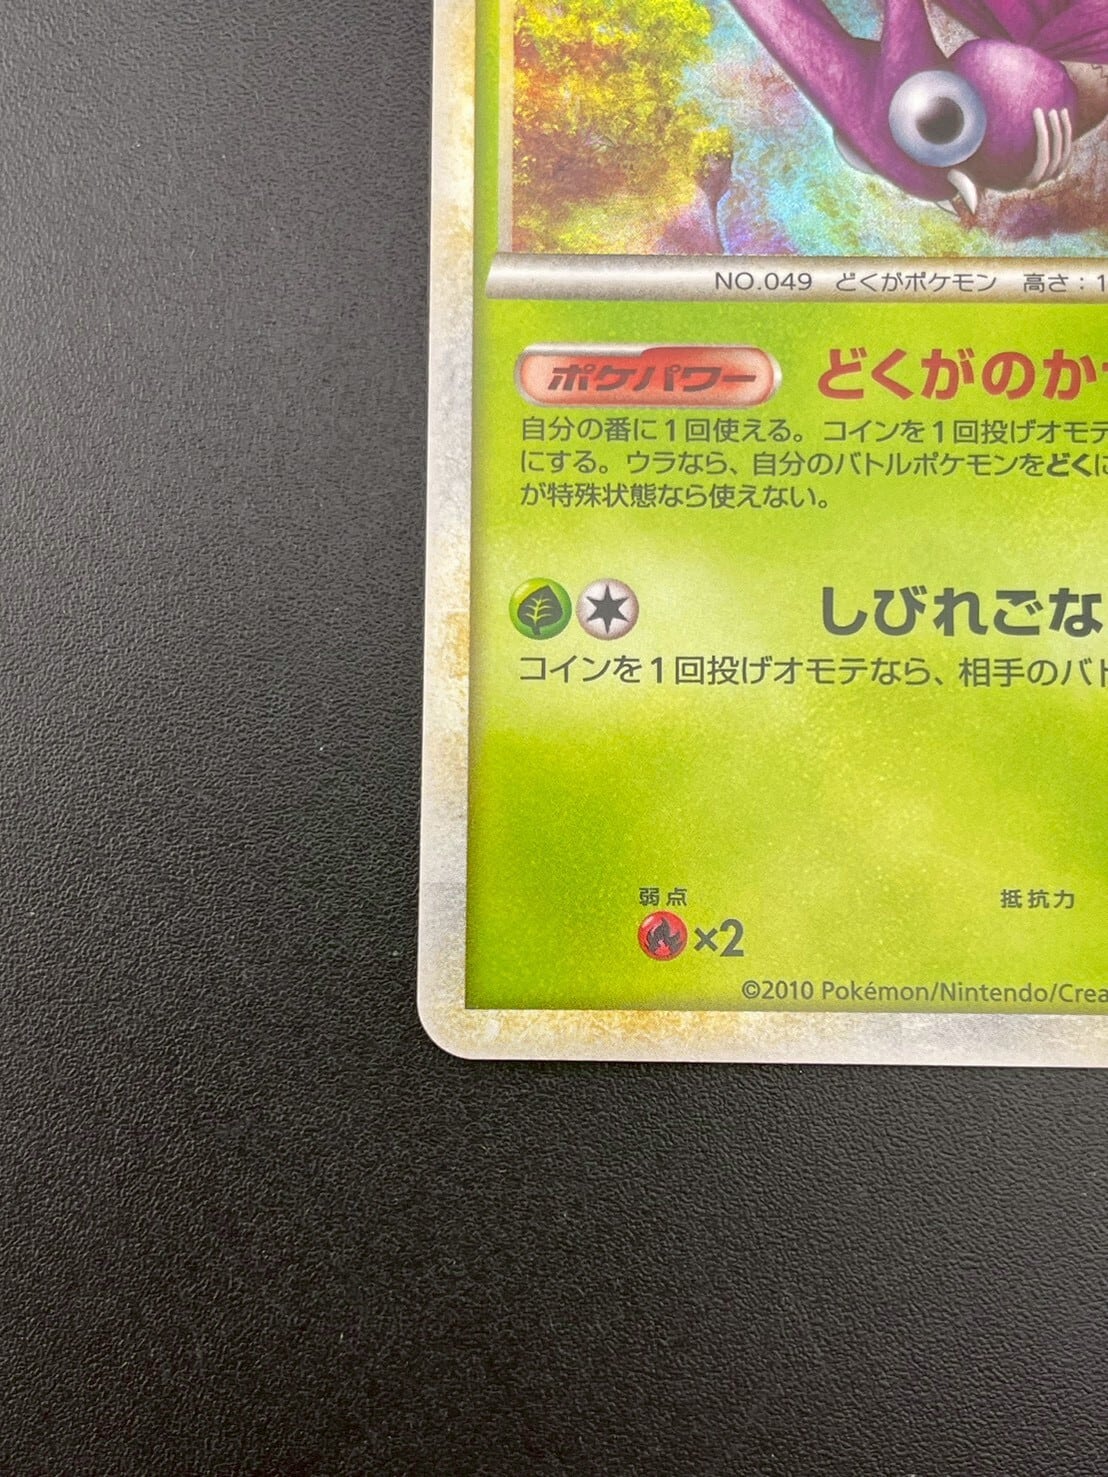 NO.049 どくがポケモン 高さ：1
ポケパワー どくがのか
自分の番に1回使える。コインを1回投げオモテ
にする。ウラなら、自分のバトルポケモンをどくに
が特殊状態なら使えない。
しびれごな
コインを1回投げオモテなら、相手のバト
弱点 抵抗力
×2
©2010 Pokémon/Nintendo/Crea